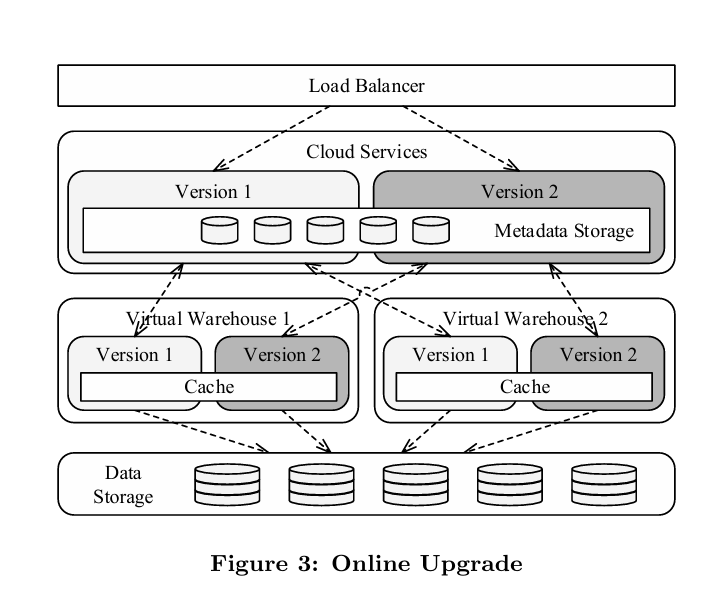 Load Balancer
Cloud Services
Version 1
Version 2
Metadata Storage
Virtual Warehouse 1
Virtual Warehouse 2
Version 1
Version 2
Version 1
Version 2
Cache
Cache
Data
Storage
Figure 3: Online Upgrade